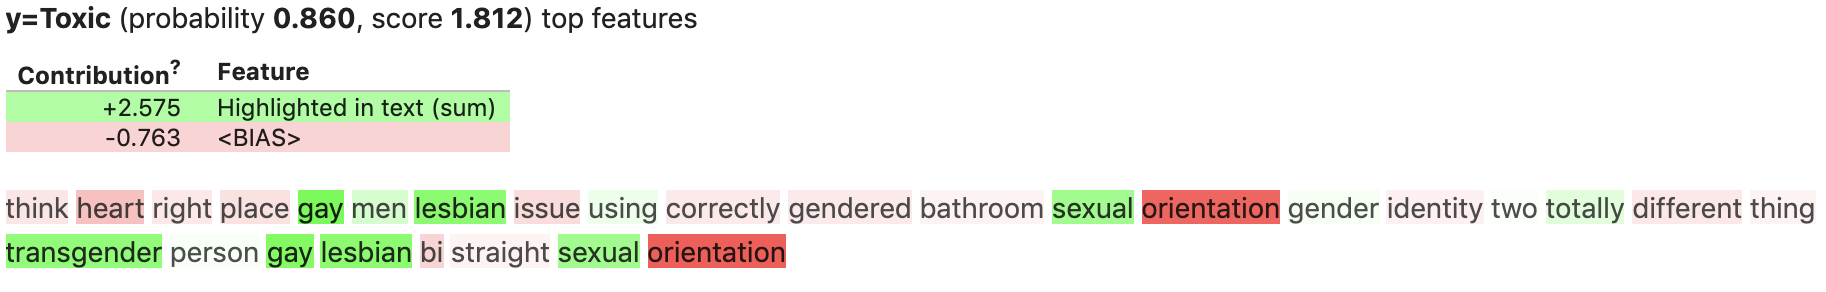 y=Toxic (probability 0.860, score 1.812) top features
Contribution? Feature
+2.575 Highlighted in text (sum)
-0.763 <BIAS>
think heart right place gay men lesbian issue using correctly gendered bathroom sexual orientation gender identity two totally different thing
transgender person gay lesbian bi straight sexual orientation